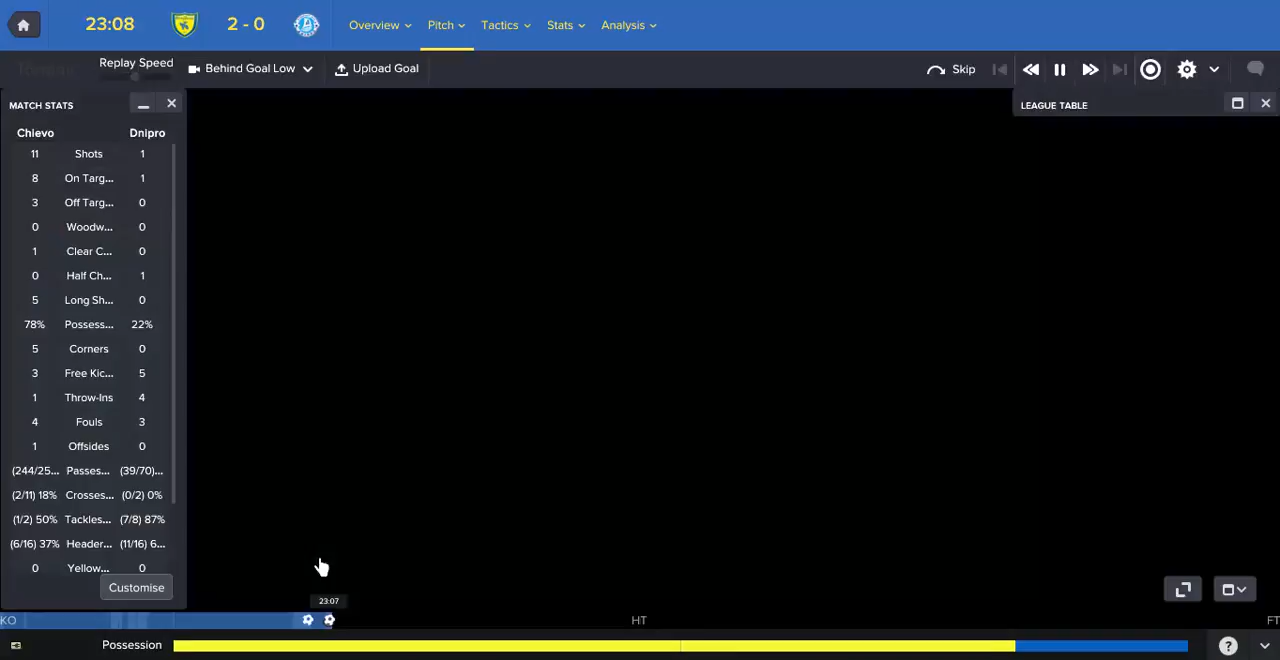 23:08 2 - 0 Overview Pitch Tactics Stats Analysis
Replay Speed Behind Goal Low Upload Goal Skip
MATCH STATS
LEAGUE TABLE
Chievo Dnipro
11 Shots 1
8 On Targ... 1
3 Off Targ... 0
0 Woodw... 0
1 Clear C... 0
0 Half Ch... 1
5 Long Sh... 0
78% Possess... 22%
5 Corners 0
3 Free Kic... 5
1 Throw-Ins 4
4 Fouls 3
1 Offsides 0
(244/25... Passes... (39/70)...
(2/11) 18% Crosses... (0/2) 0%
(1/2) 50% Tackles... (7/8) 87%
(6/16) 37% Header... (11/16) 6...
0 Yellow... 0
Customise
23:07
KO HT FT
Possession ?